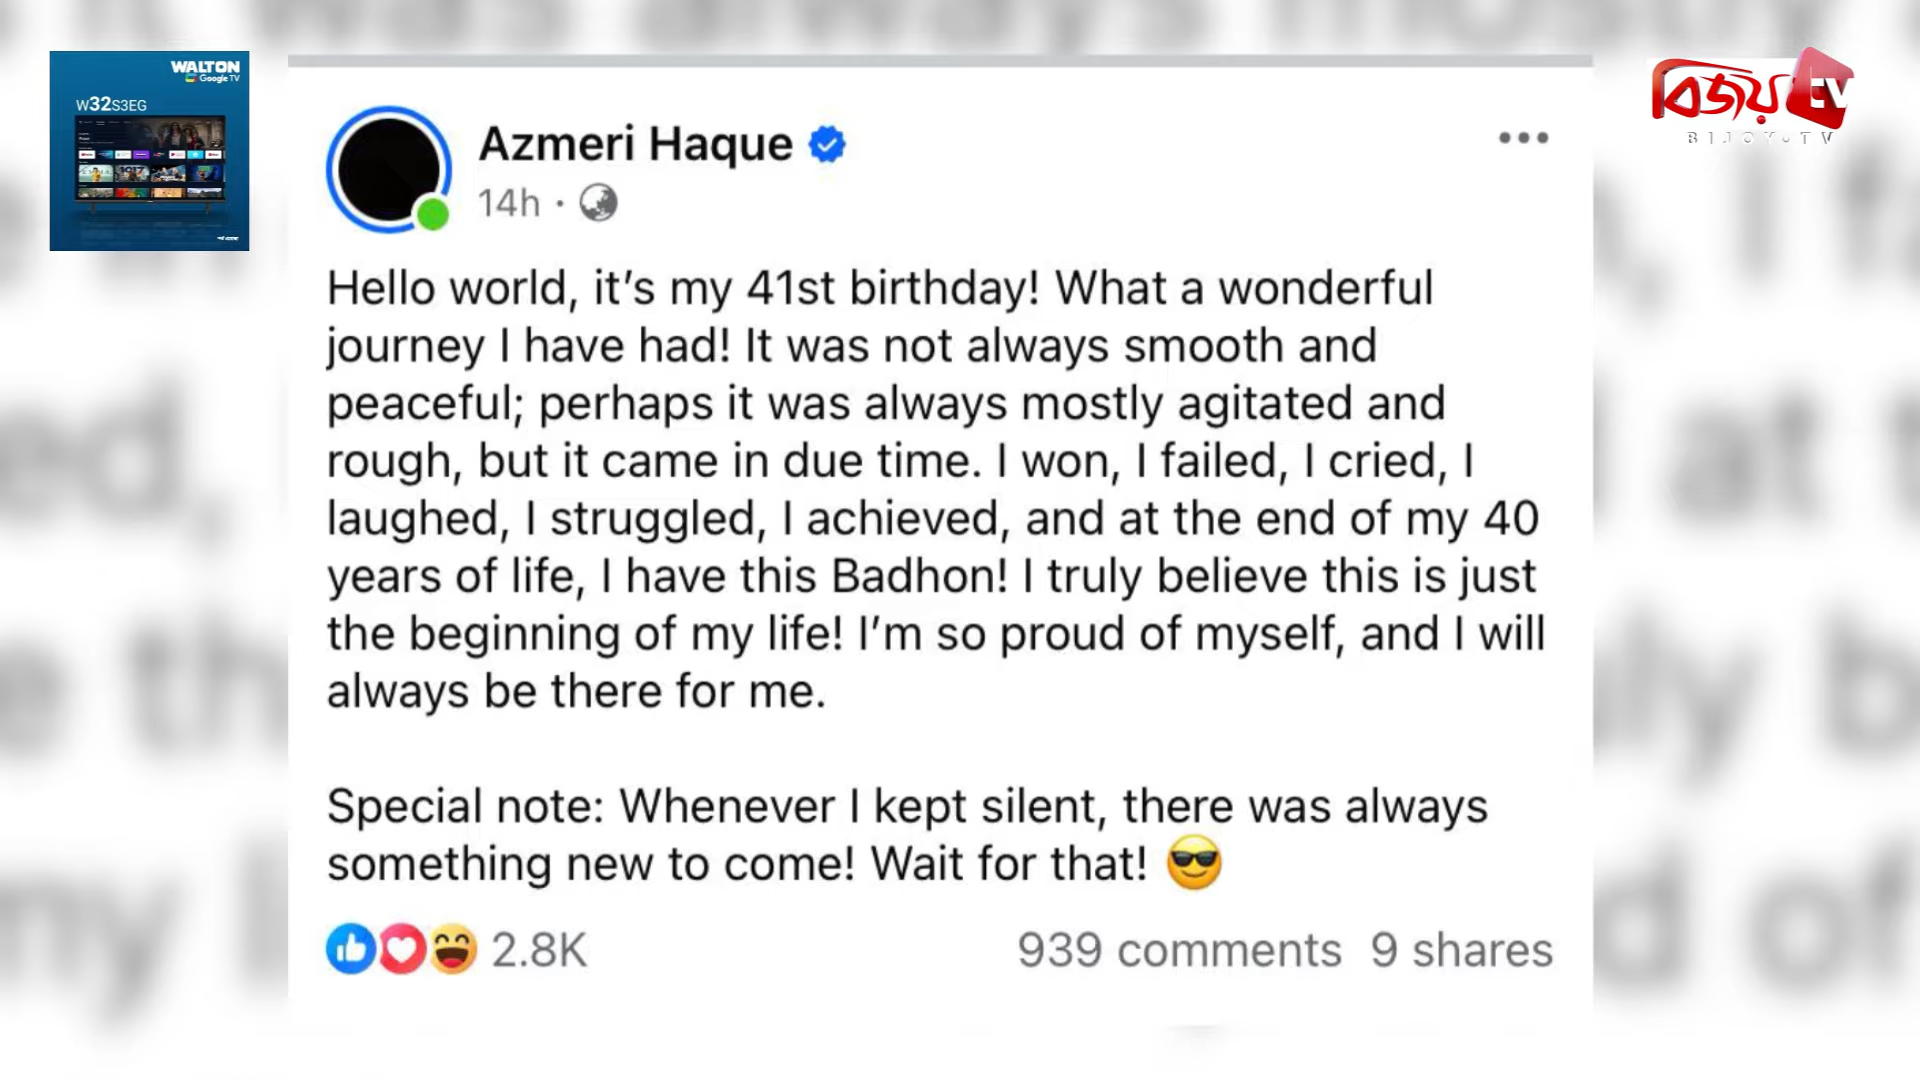 WALTON
Google TV
W32S3EG
বিজয় TV
BIJOY TV
Azmeri Haque
14h ·
Hello world, it’s my 41st birthday! What a wonderful
journey I have had! It was not always smooth and
peaceful; perhaps it was always mostly agitated and
rough, but it came in due time. I won, I failed, I cried, I
laughed, I struggled, I achieved, and at the end of my 40
years of life, I have this Badhon! I truly believe this is just
the beginning of my life! I’m so proud of myself, and I will
always be there for me.
Special note: Whenever I kept silent, there was always
something new to come! Wait for that! 😎
2.8K 939 comments 9 shares